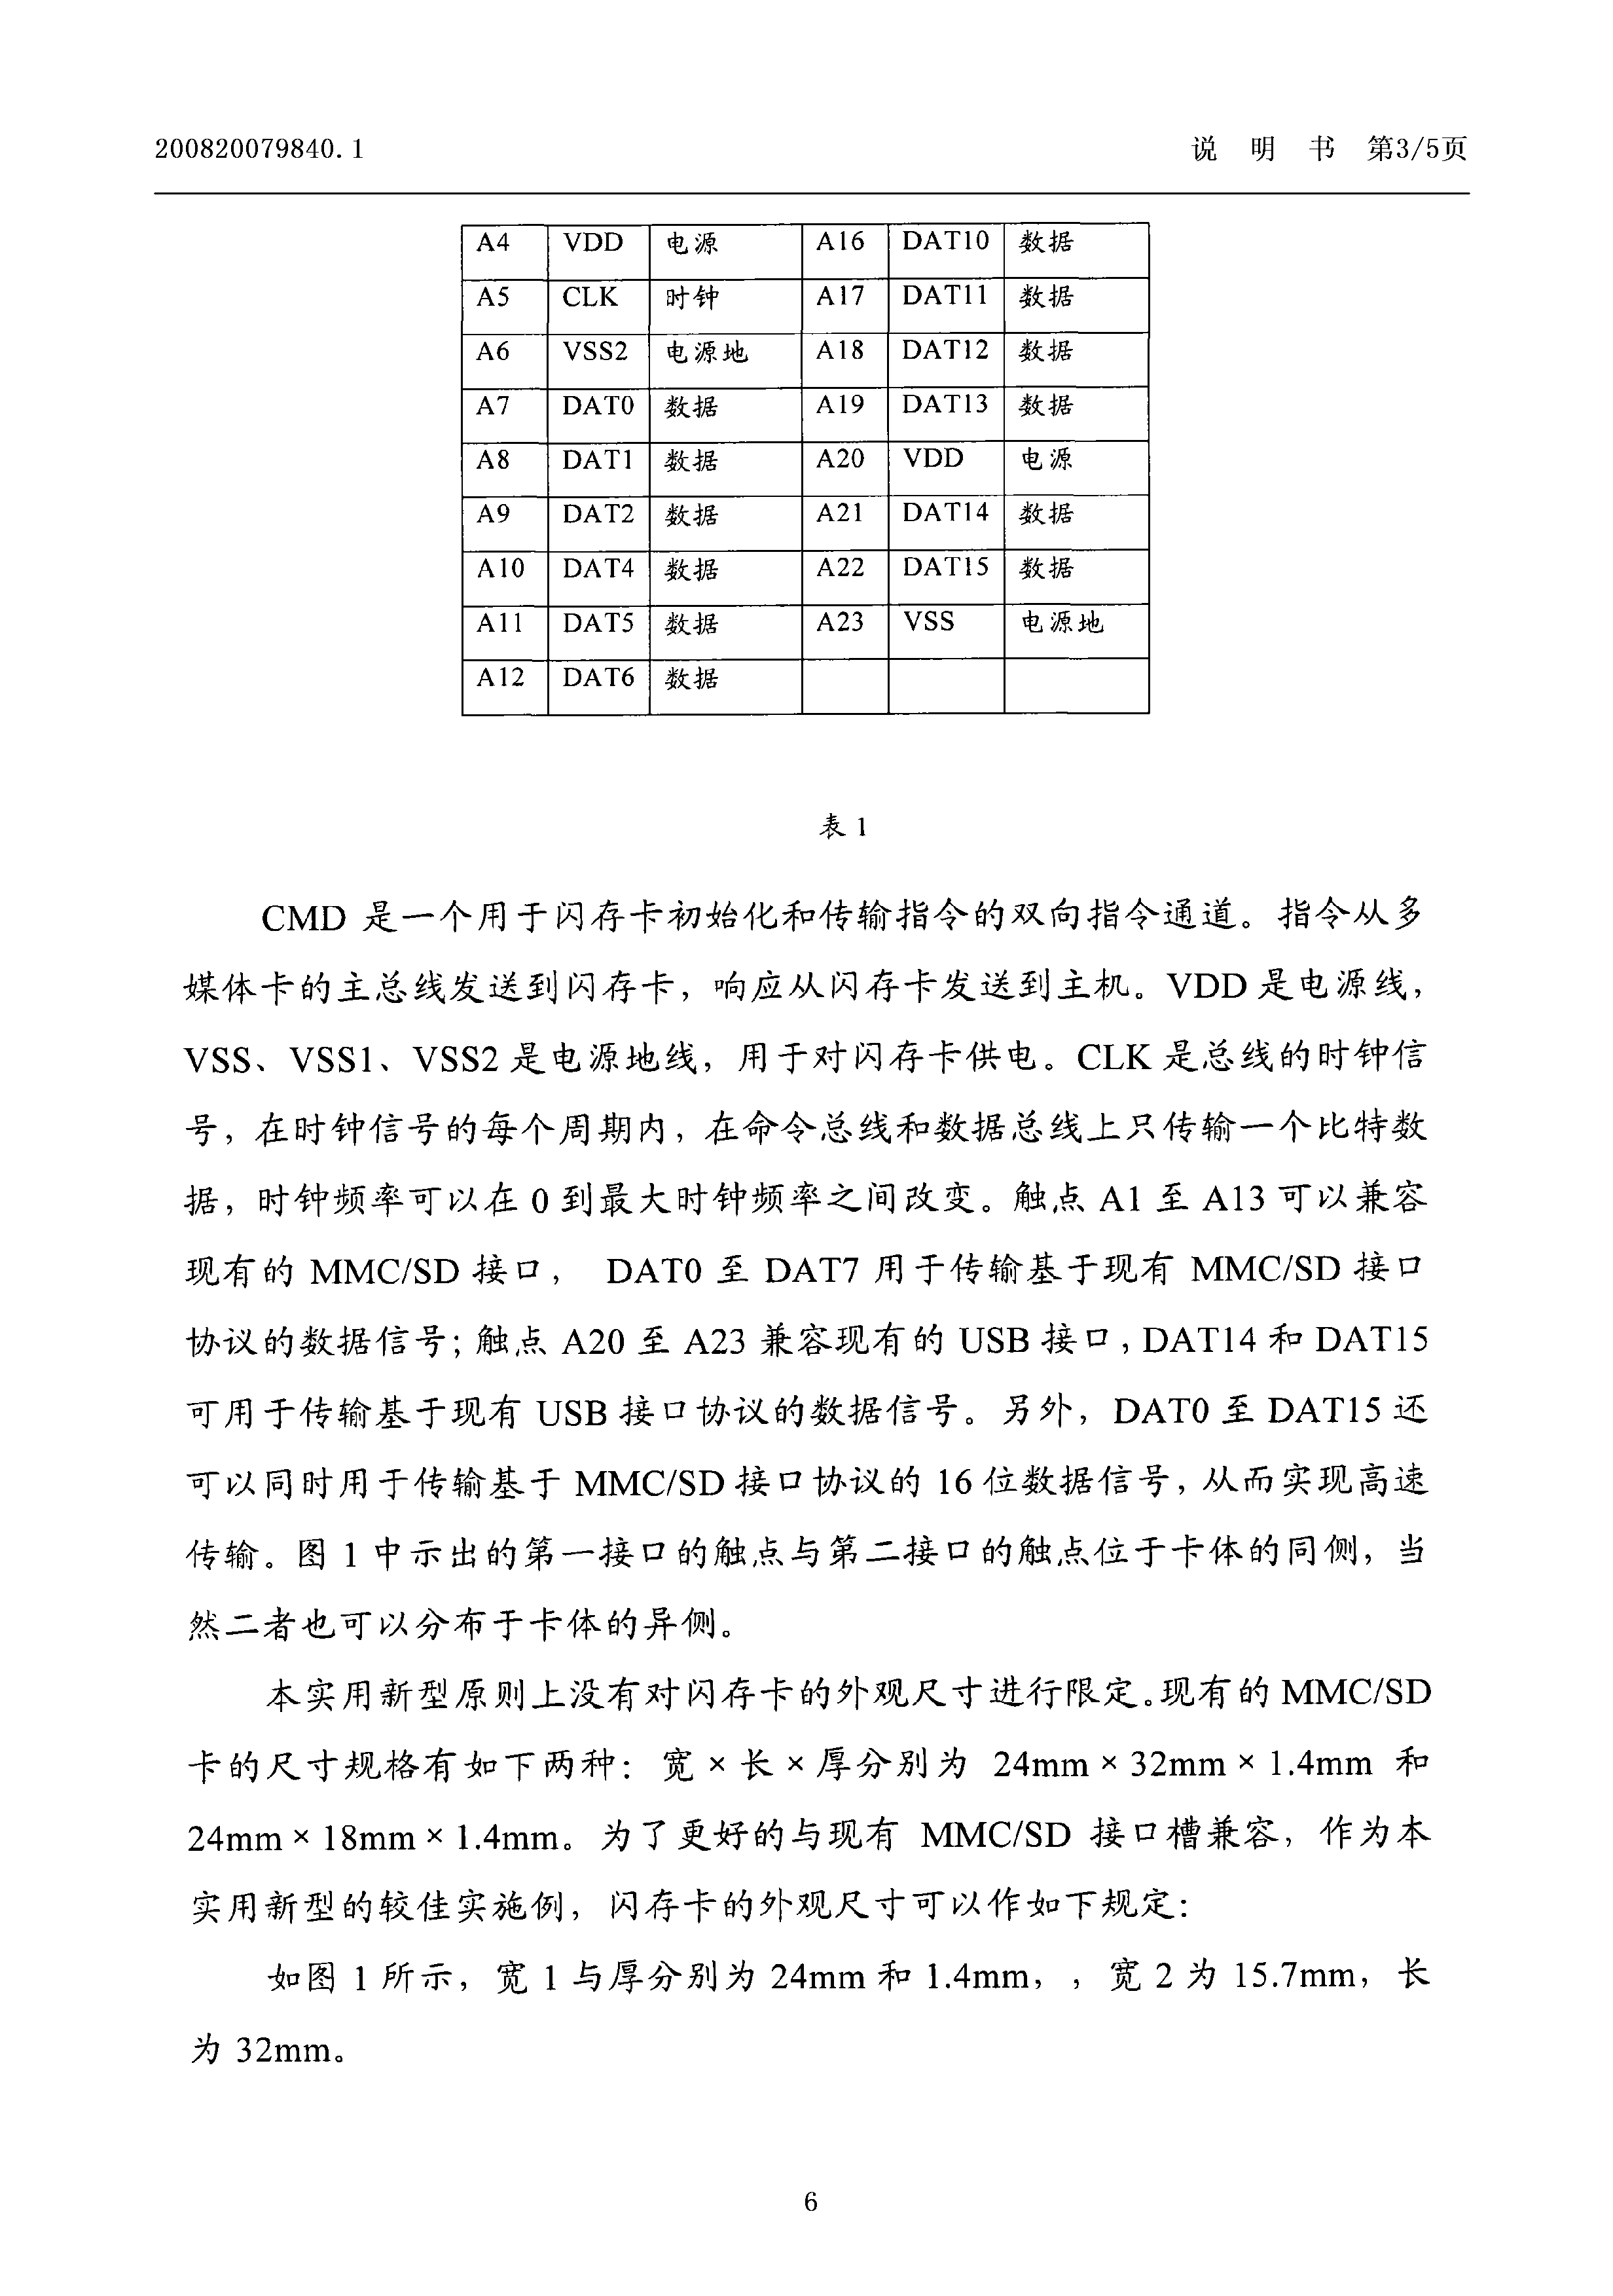 200820079840.1 说 明 书 第3/5页
A4 VDD 电源 A16 DAT10 数据
A5 CLK 时钟 A17 DAT11 数据
A6 VSS2 电源地 A18 DAT12 数据
A7 DAT0 数据 A19 DAT13 数据
A8 DAT1 数据 A20 VDD 电源
A9 DAT2 数据 A21 DAT14 数据
A10 DAT4 数据 A22 DAT15 数据
A11 DAT5 数据 A23 VSS 电源地
A12 DAT6 数据
表 1
CMD 是一个用于闪存卡初始化和传输指令的双向指令通道。指令从多
媒体卡的主总线发送到闪存卡，响应从闪存卡发送到主机。VDD 是电源线，
VSS、VSS1、VSS2 是电源地线，用于对闪存卡供电。CLK 是总线的时钟信
号，在时钟信号的每个周期内，在命令总线和数据总线上只传输一个比特数
据，时钟频率可以在 0 到最大时钟频率之间改变。触点 A1 至 A13 可以兼容
现有的 MMC/SD 接口， DAT0 至 DAT7 用于传输基于现有 MMC/SD 接口
协议的数据信号；触点 A20 至 A23 兼容现有的 USB 接口，DAT14 和 DAT15
可用于传输基于现有 USB 接口协议的数据信号。另外，DAT0 至 DAT15 还
可以同时用于传输基于 MMC/SD 接口协议的 16 位数据信号，从而实现高速
传输。图 1 中示出的第一接口的触点与第二接口的触点位于卡体的同侧，当
然二者也可以分布于卡体的异侧。
本实用新型原则上没有对闪存卡的外观尺寸进行限定。现有的 MMC/SD
卡的尺寸规格有如下两种：宽×长×厚分别为 24mm×32mm×1.4mm 和
24mm×18mm×1.4mm。为了更好的与现有 MMC/SD 接口槽兼容，作为本
实用新型的较佳实施例，闪存卡的外观尺寸可以作如下规定：
如图 1 所示，宽 1 与厚分别为 24mm 和 1.4mm，，宽 2 为 15.7mm，长
为 32mm。
6